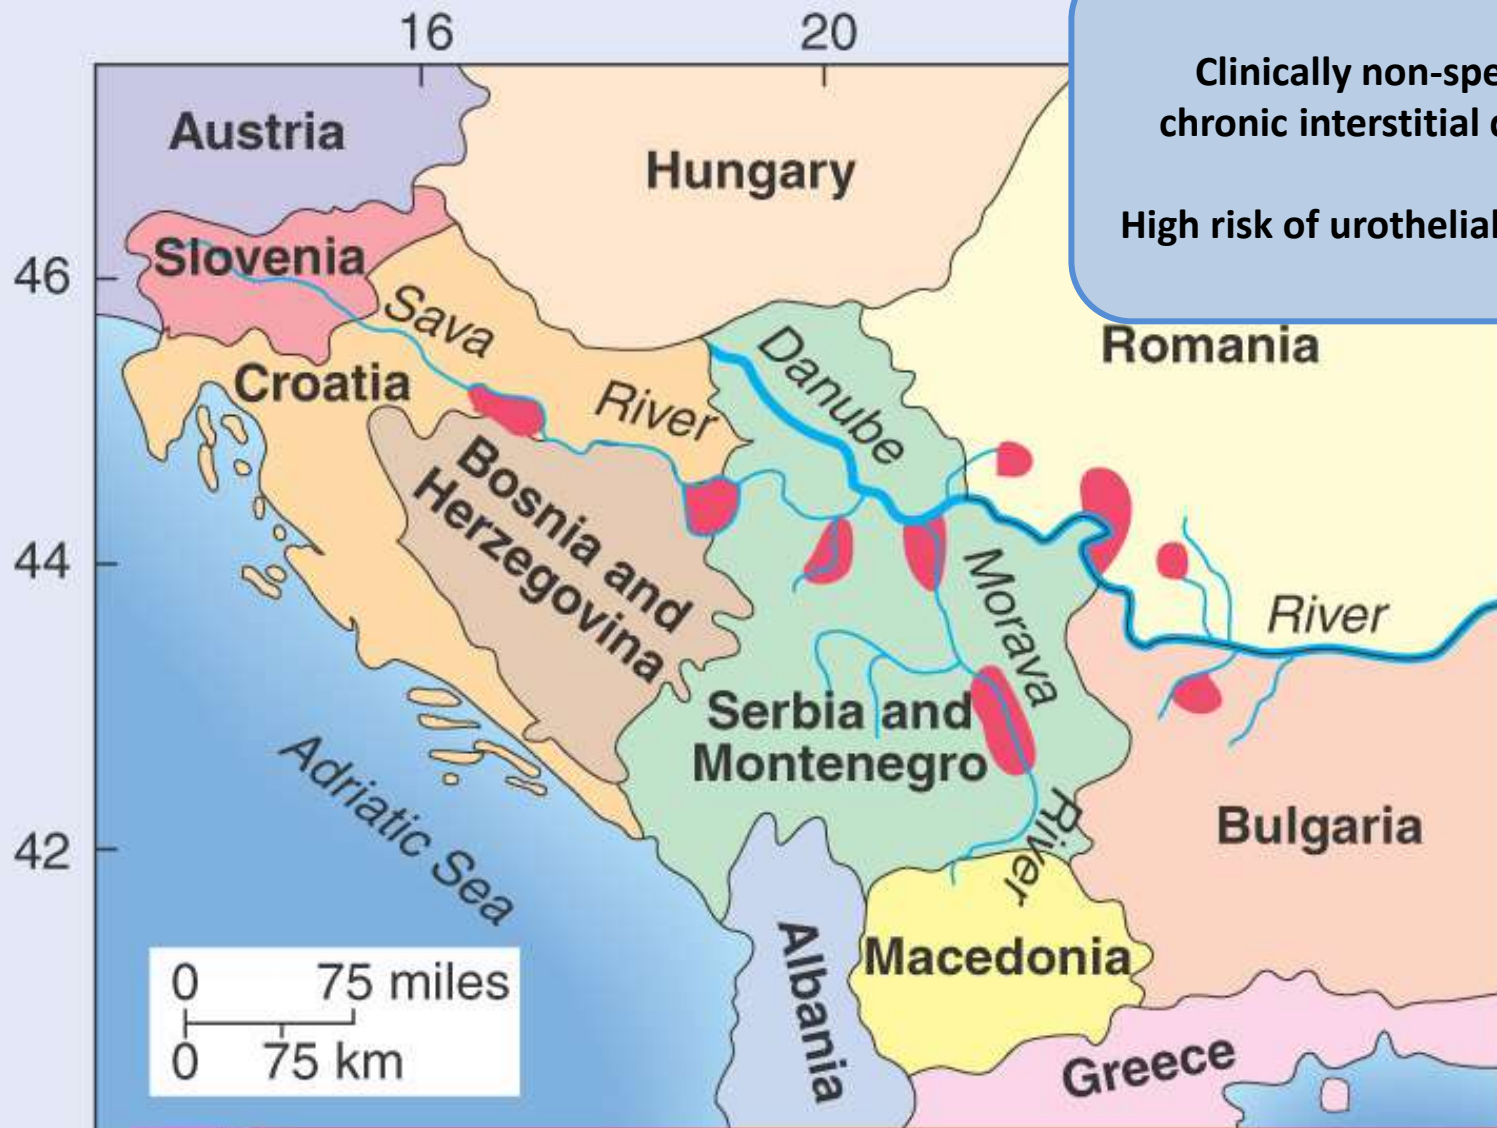 16
20
Clinically non-spe
chronic interstitial
High risk of urothelial
Austria
Hungary
Slovenia
46
Sava
River
Danube
Romania
Croatia
Bosnia and
Herzegovina
44
Morava
River
River
Serbia and
Montenegro
Adriatic Sea
Bulgaria
42
Albania
Macedonia
Greece
0 75 miles
0 75 km